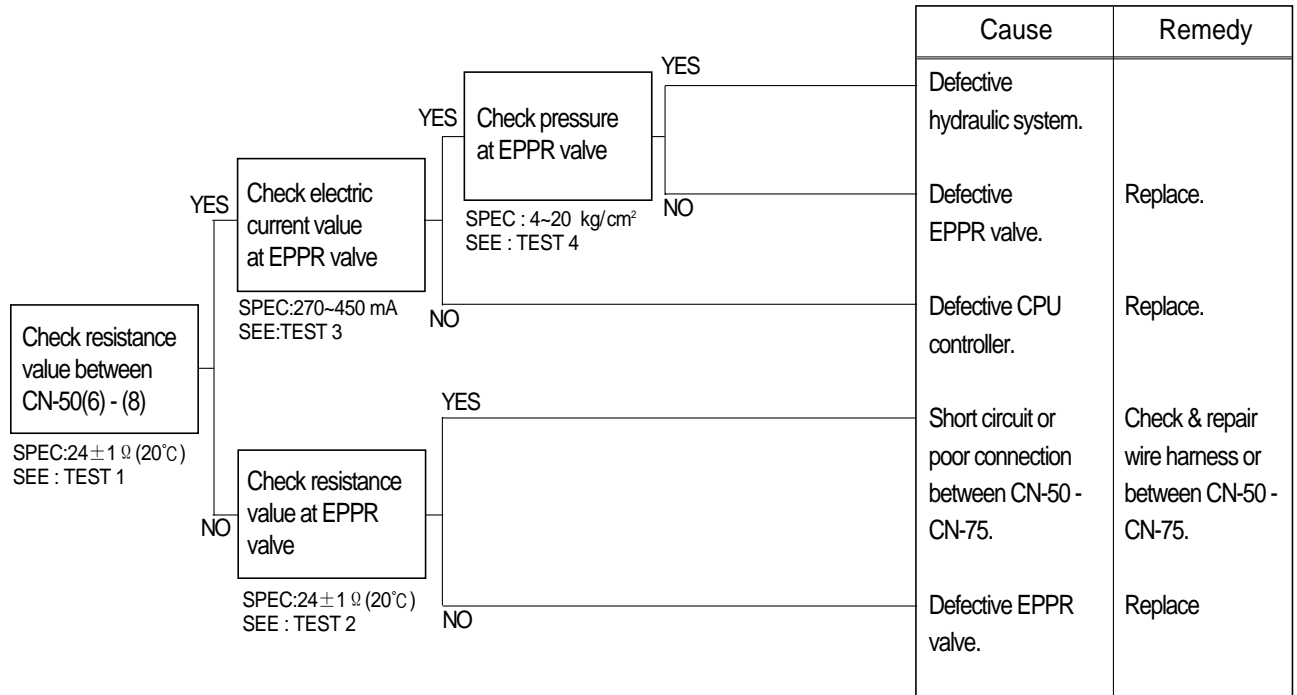 Check resistance
value between
CN-50(6) - (8)
SPEC:24±1 Ω (20℃)
SEE : TEST 1
YES
Check electric
current value
at EPPR valve
SPEC:270~450 mA
SEE:TEST 3
YES
Check pressure
at EPPR valve
SPEC : 4~20 kg/cm²
SEE : TEST 4
YES
NO
NO
NO
Check resistance
value at EPPR
valve
SPEC:24±1 Ω (20℃)
SEE : TEST 2
YES
NO
Cause
Remedy
Defective
hydraulic system.
Defective
EPPR valve.
Replace.
Defective CPU
controller.
Replace.
Short circuit or
poor connection
between CN-50 -
CN-75.
Check & repair
wire harness or
between CN-50 -
CN-75.
Defective EPPR
valve.
Replace